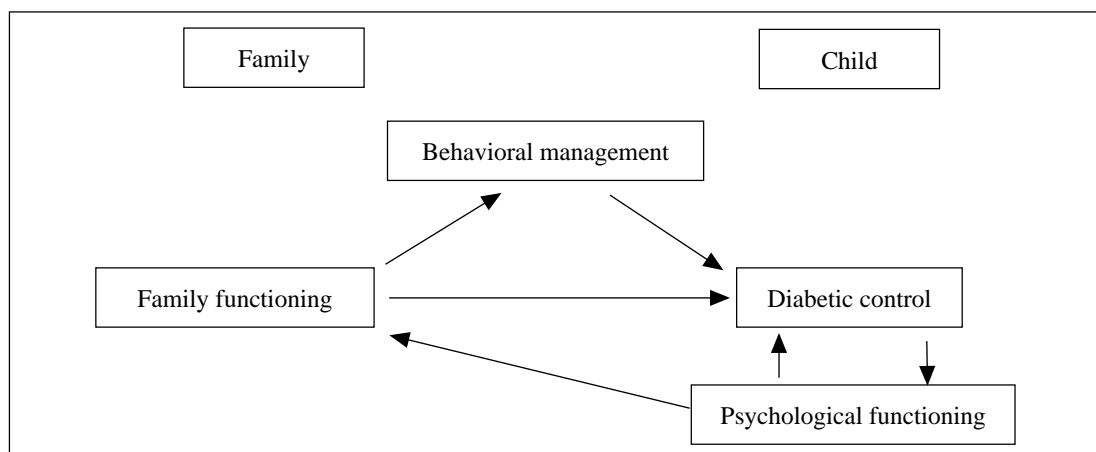 Family
Child
Behavioral management
Family functioning
Diabetic control
Psychological functioning